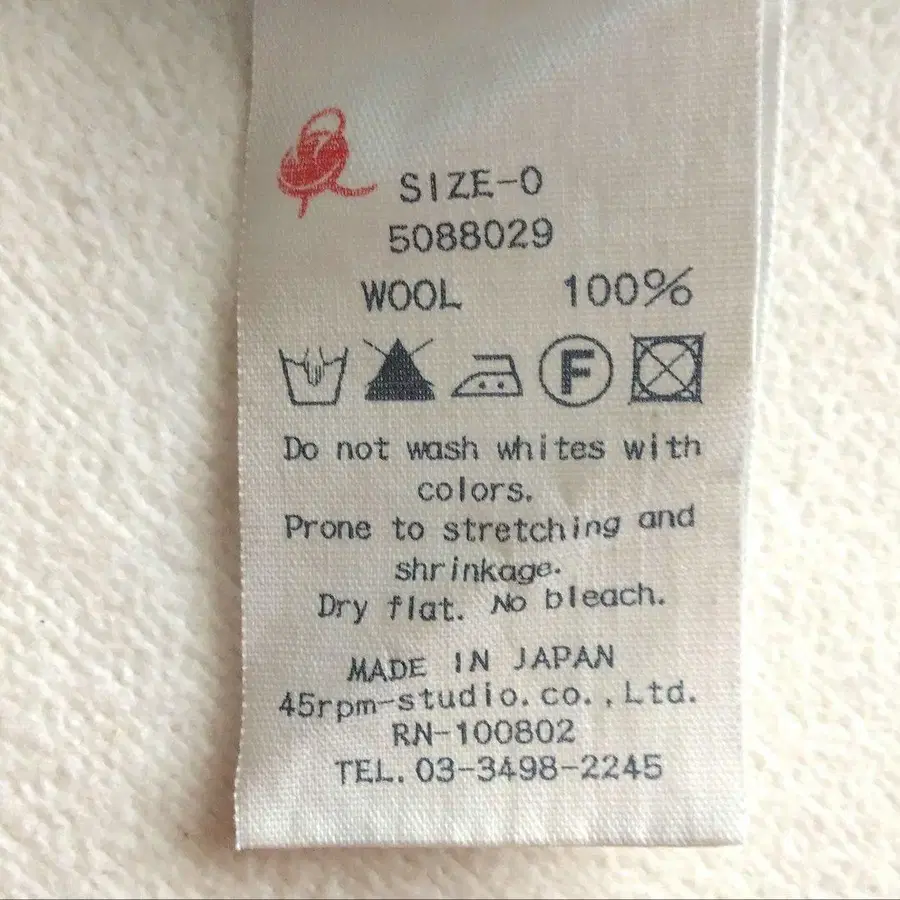 SIZE-0
5088029
WOOL 100%
F
Do not wash whites with
colors.
Prone to stretching and
shrinkage.
Dry flat. No bleach.
MADE IN JAPAN
45rpm-studio.co.,Ltd.
RN-100802
TEL.03-3498-2245